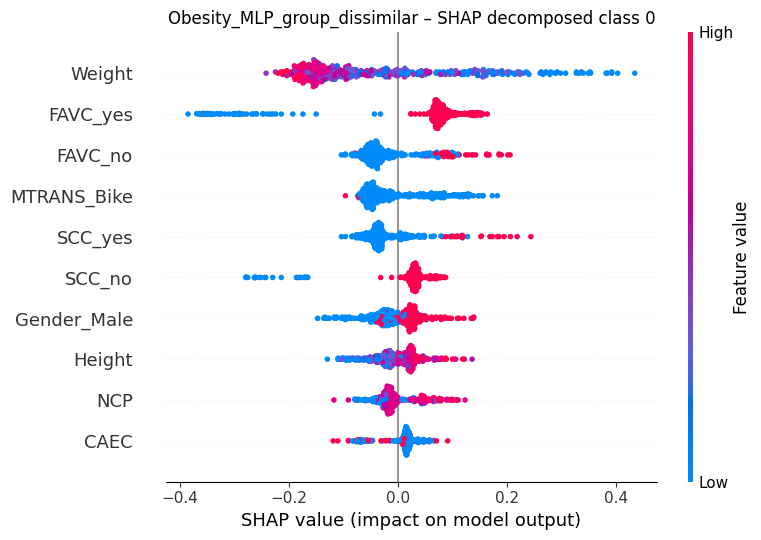 Obesity_MLP_group_dissimilar – SHAP decomposed class 0
High
Weight
FAVC_yes
FAVC_no
MTRANS_Bike
SCC_yes
SCC_no
Gender_Male
Height
NCP
CAEC
Feature value
Low
−0.4 −0.2 0.0 0.2 0.4
SHAP value (impact on model output)